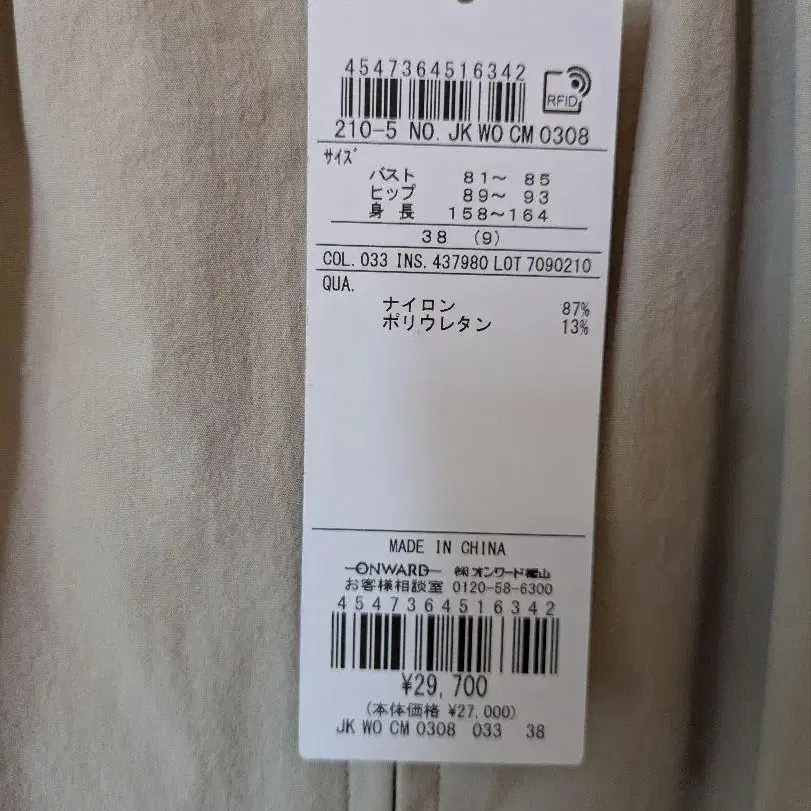 4547364516342
RFID
210-5 NO. JK WO CM 0308
サイズ
バスト 81～ 85
ヒップ 89～ 93
身長 158～164
38 (9)
COL. 033 INS. 437980 LOT 7090210
QUA.
ナイロン 87%
ポリウレタン 13%
MADE IN CHINA
ONWARD ㈱オンワード樫山
お客様相談室 0120-58-6300
4547364516342
¥29,700
(本体価格 ¥27,000)
JK WO CM 0308 033 38